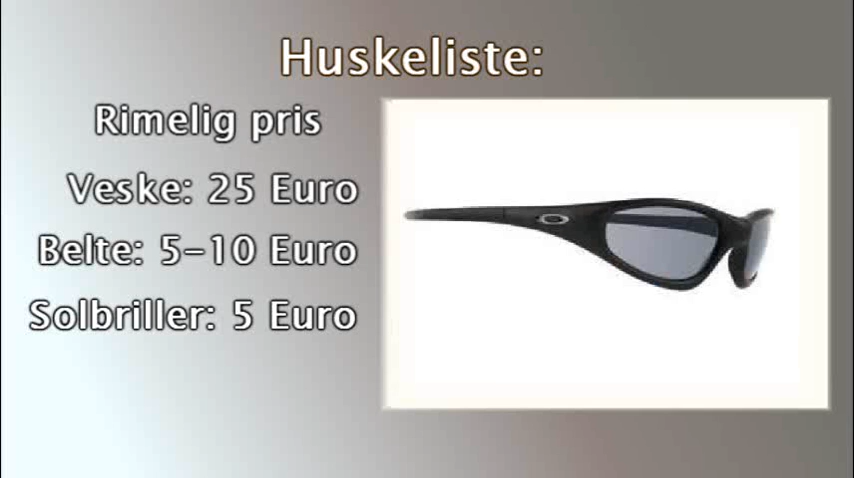 Huskeliste:
Rimelig pris
Veske: 25 Euro
Belte: 5-10 Euro
Solbriller: 5 Euro